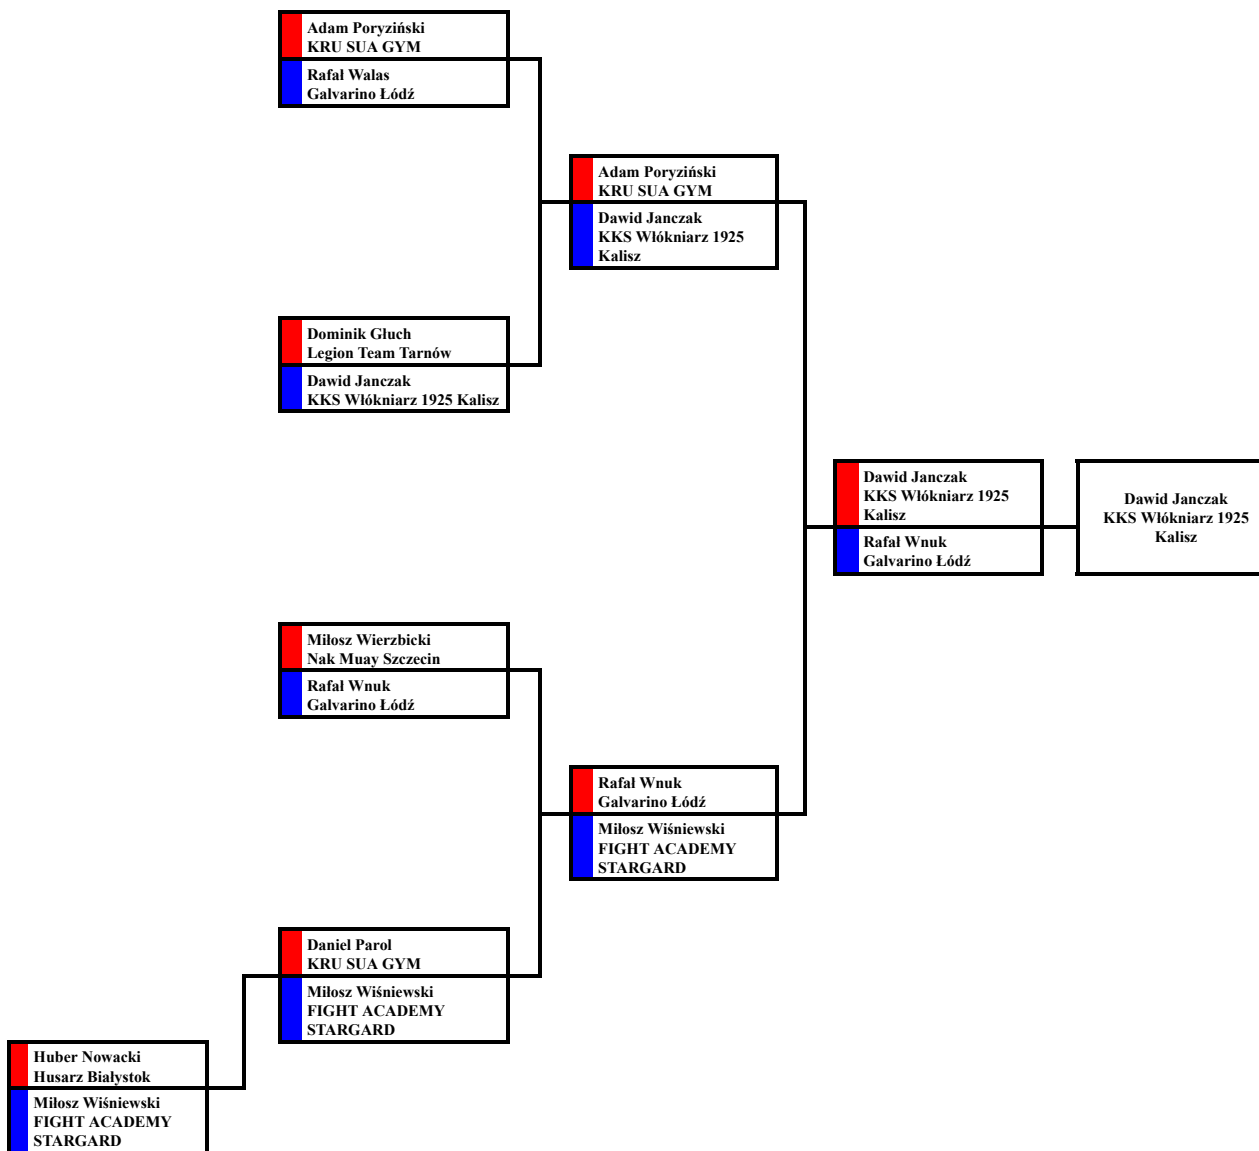 Adam Poryziński
KRU SUA GYM
Rafał Walas
Galvarino Łódź
Adam Poryziński
KRU SUA GYM
Dawid Janczak
KKS Włókniarz 1925
Kalisz
Dominik Głuch
Legion Team Tarnów
Dawid Janczak
KKS Włókniarz 1925 Kalisz
Dawid Janczak
KKS Włókniarz 1925
Kalisz
Rafał Wnuk
Galvarino Łódź
Dawid Janczak
KKS Włókniarz 1925
Kalisz
Miłosz Wierzbicki
Nak Muay Szczecin
Rafał Wnuk
Galvarino Łódź
Rafał Wnuk
Galvarino Łódź
Miłosz Wiśniewski
FIGHT ACADEMY
STARGARD
Daniel Parol
KRU SUA GYM
Miłosz Wiśniewski
FIGHT ACADEMY
STARGARD
Huber Nowacki
Husarz Białystok
Miłosz Wiśniewski
FIGHT ACADEMY
STARGARD